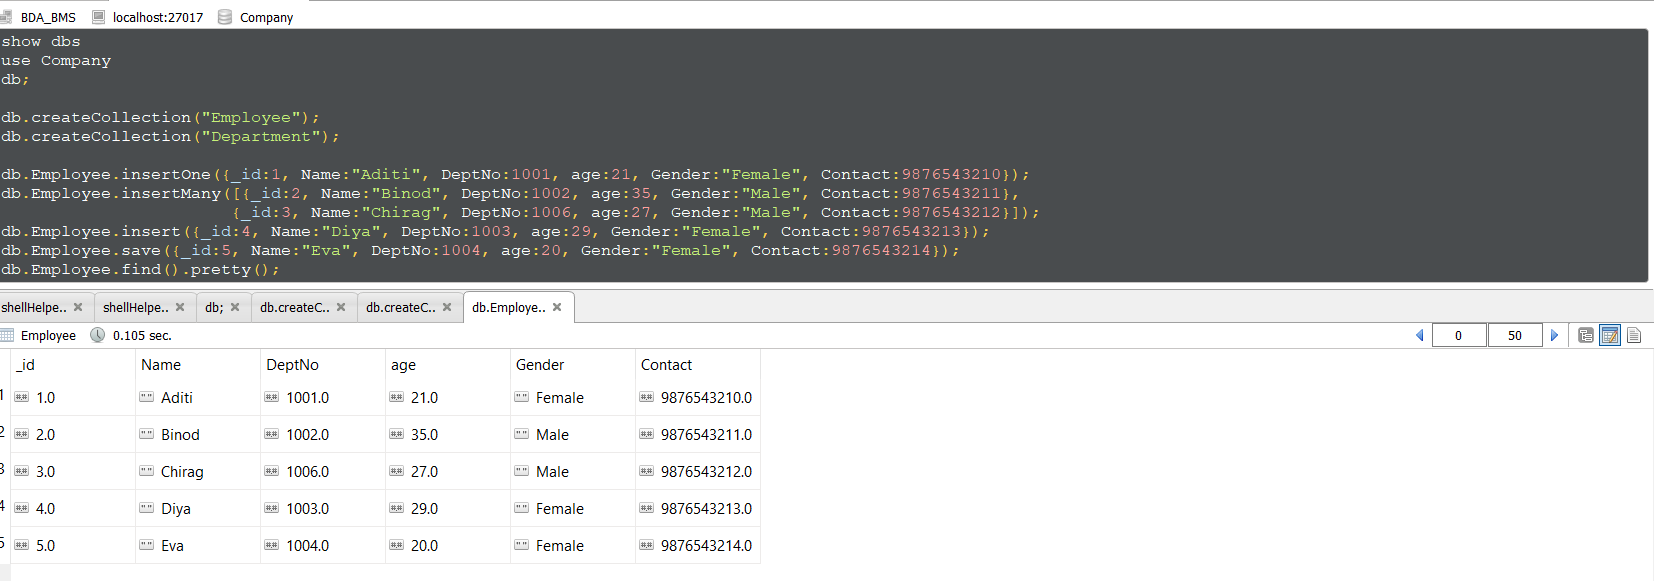 BDA_BMS localhost:27017 Company
show dbs
use Company
db;
db.createCollection("Employee");
db.createCollection("Department");
db.Employee.insertOne({_id:1, Name:"Aditi", DeptNo:1001, age:21, Gender:"Female", Contact:9876543210});
db.Employee.insertMany([{_id:2, Name:"Binod", DeptNo:1002, age:35, Gender:"Male", Contact:9876543211},
{_id:3, Name:"Chirag", DeptNo:1006, age:27, Gender:"Male", Contact:9876543212}]);
db.Employee.insert({_id:4, Name:"Diya", DeptNo:1003, age:29, Gender:"Female", Contact:9876543213});
db.Employee.save({_id:5, Name:"Eva", DeptNo:1004, age:20, Gender:"Female", Contact:9876543214});
db.Employee.find().pretty();
shellHelpe.. shellHelpe.. db; db.createC.. db.createC.. db.Employe..
Employee 0.105 sec. 0 50
_id Name DeptNo age Gender Contact
1 1.0 Aditi 1001.0 21.0 Female 9876543210.0
2 2.0 Binod 1002.0 35.0 Male 9876543211.0
3 3.0 Chirag 1006.0 27.0 Male 9876543212.0
4 4.0 Diya 1003.0 29.0 Female 9876543213.0
5 5.0 Eva 1004.0 20.0 Female 9876543214.0